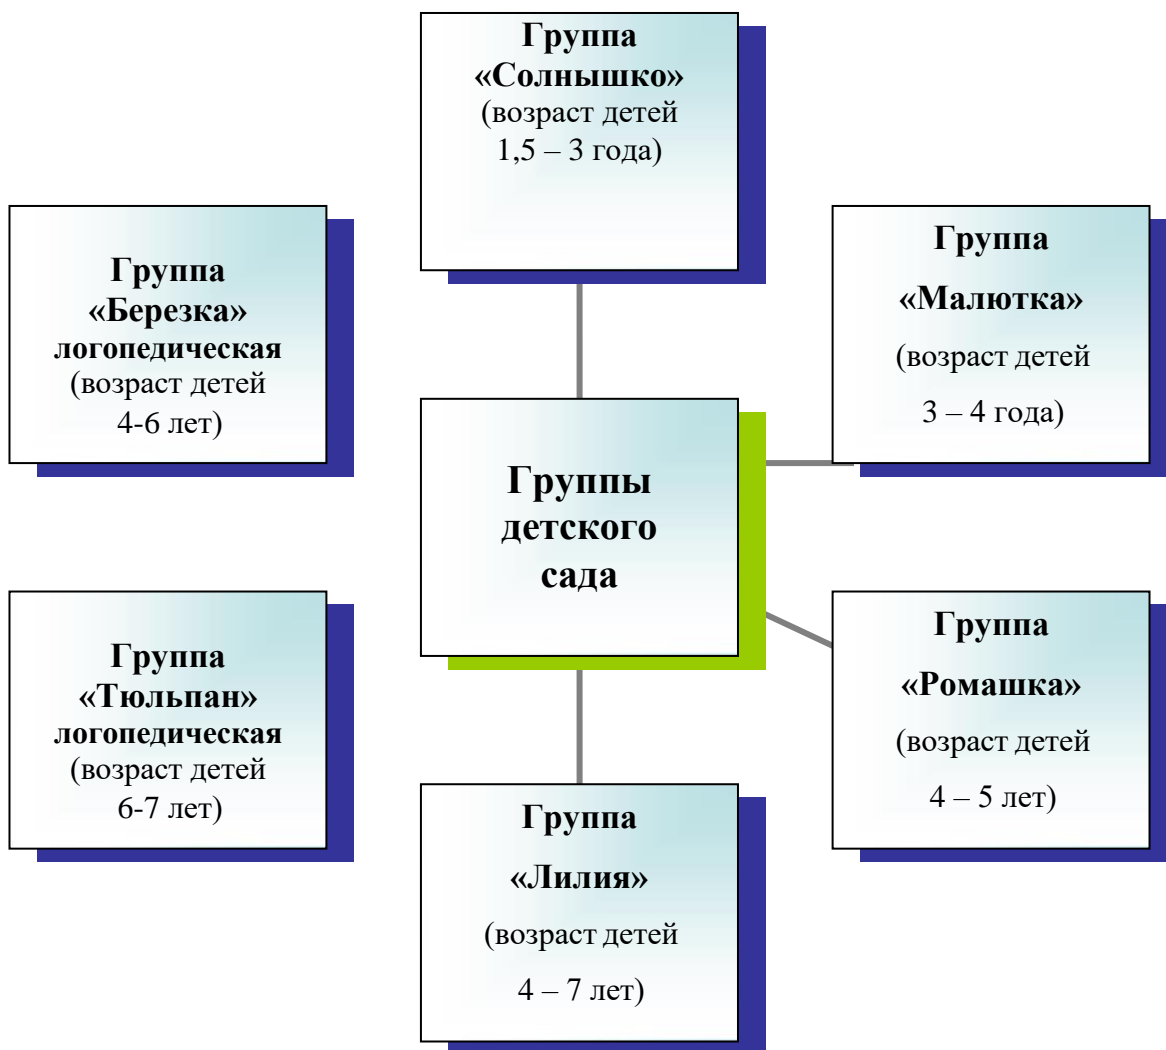 Группа
«Солнышко»
(возраст детей
1,5 – 3 года)
Группа
«Березка»
логопедическая
(возраст детей
4-6 лет)
Группа
«Малютка»
(возраст детей
3 – 4 года)
Группы
детского
сада
Группа
«Тюльпан»
логопедическая
(возраст детей
6-7 лет)
Группа
«Ромашка»
(возраст детей
4 – 5 лет)
Группа
«Лилия»
(возраст детей
4 – 7 лет)